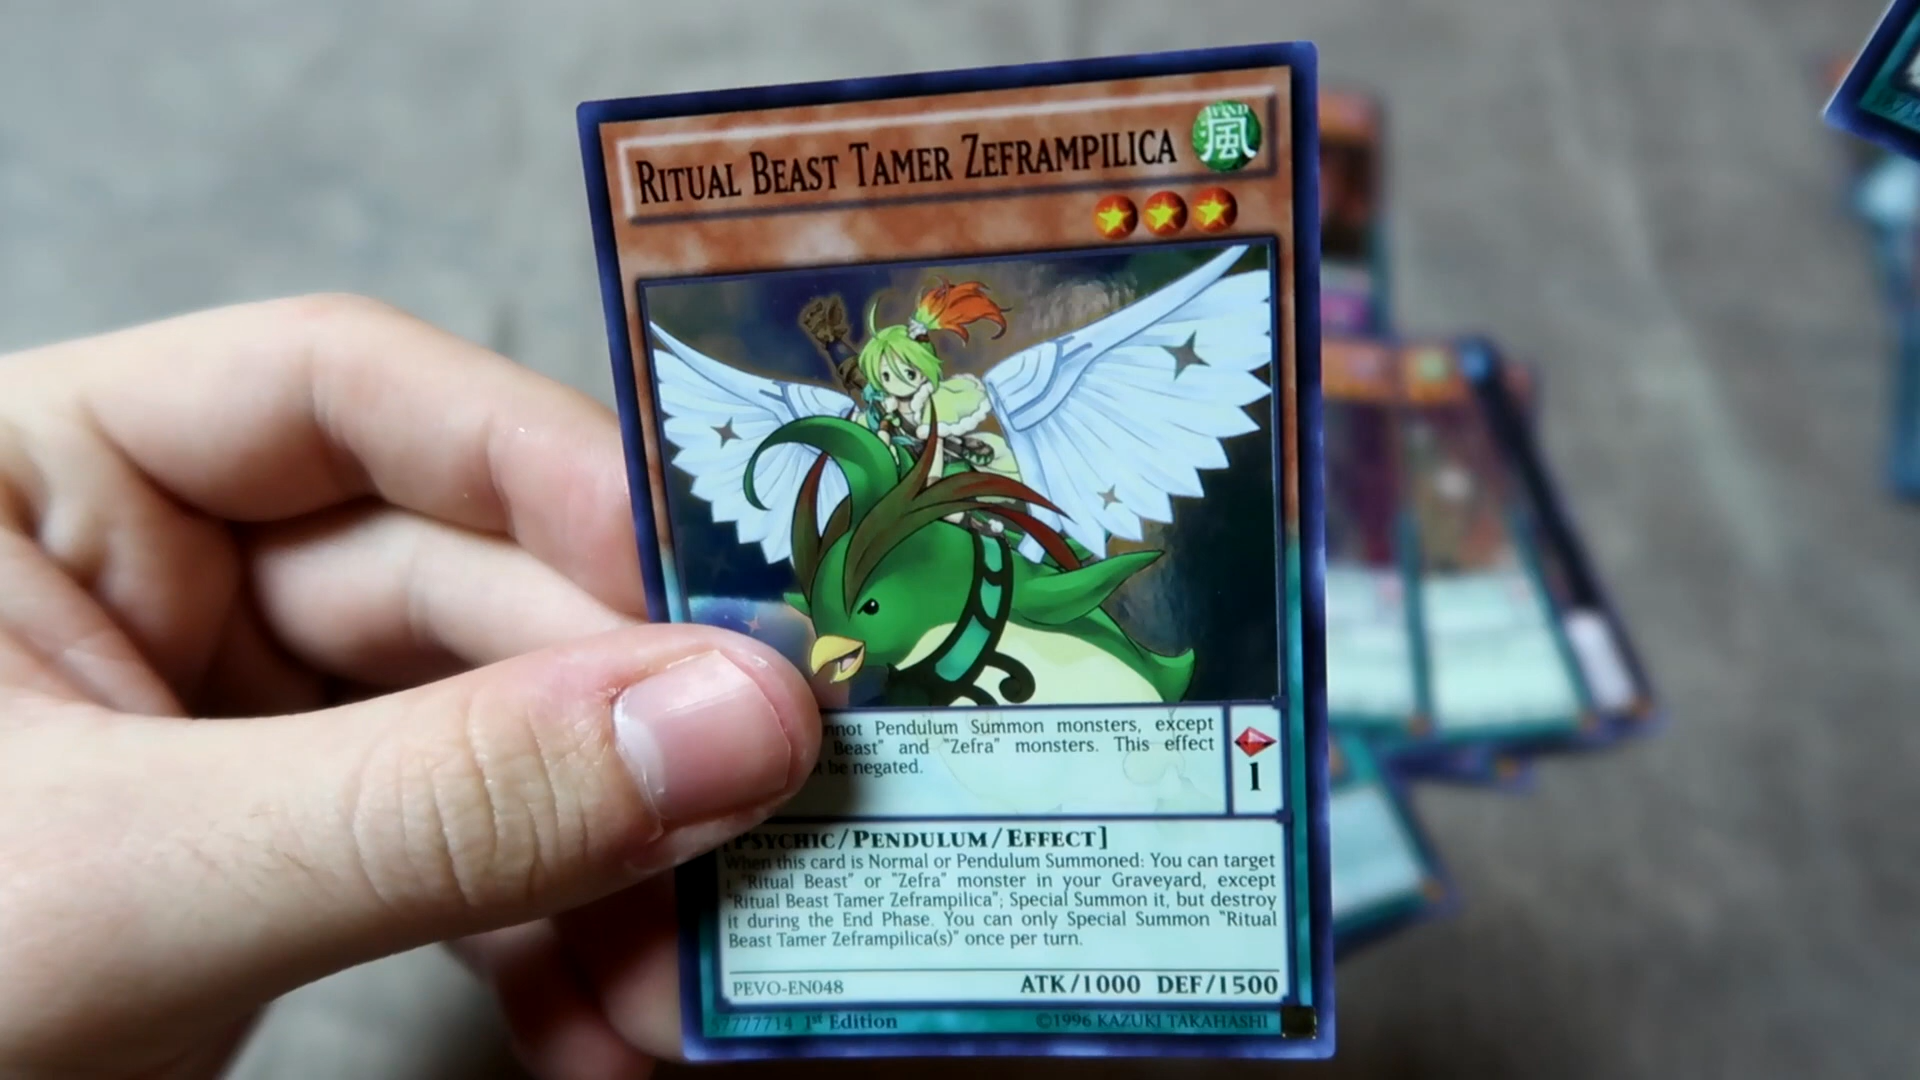 RITUAL BEAST TAMER ZEFRAMPILICA
WIND
風
nnot Pendulum Summon monsters, except
Beast" and "Zefra" monsters. This effect
be negated.
1
[PSYCHIC/PENDULUM/EFFECT]
When this card is Normal or Pendulum Summoned: You can target
1 "Ritual Beast" or "Zefra" monster in your Graveyard, except
"Ritual Beast Tamer Zeframpilica"; Special Summon it, but destroy
it during the End Phase. You can only Special Summon "Ritual
Beast Tamer Zeframpilica(s)" once per turn.
PEVO-EN048
ATK/1000 DEF/1500
7777714 1st Edition
©1996 KAZUKI TAKAHASHI